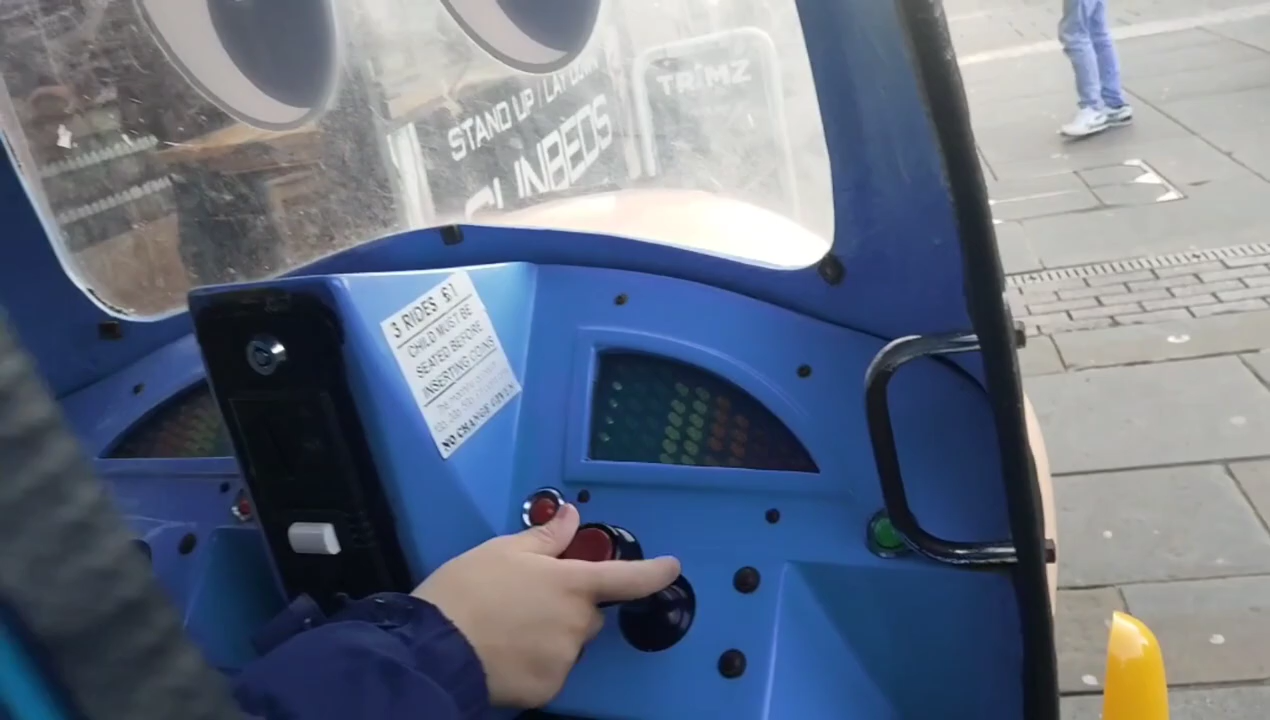 STAND UP / LAY DOWN
SUNBEDS
TRIMZ
3 RIDES £1
CHILD MUST BE
SEATED BEFORE
INSERTING COINS
NO CHANGE GIVEN